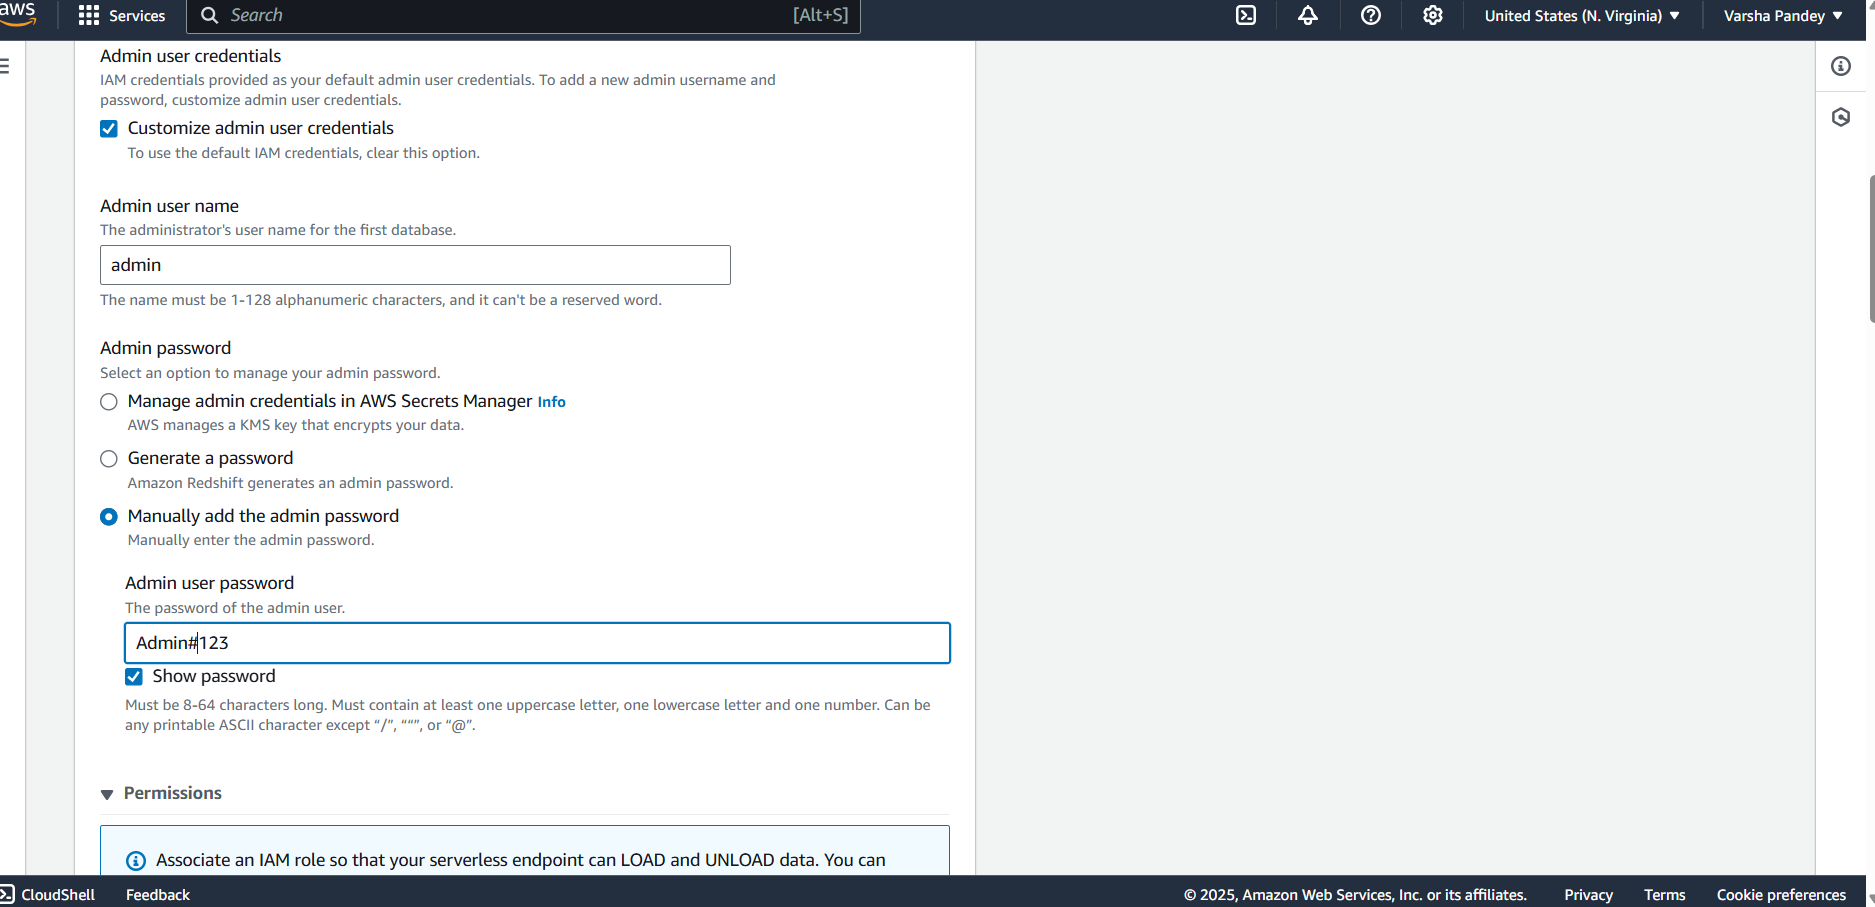 aws
Services
Search
[Alt+S]
United States (N. Virginia)
Varsha Pandey
Admin user credentials
IAM credentials provided as your default admin user credentials. To add a new admin username and
password, customize admin user credentials.
Customize admin user credentials
To use the default IAM credentials, clear this option.
Admin user name
The administrator's user name for the first database.
admin
The name must be 1-128 alphanumeric characters, and it can't be a reserved word.
Admin password
Select an option to manage your admin password.
Manage admin credentials in AWS Secrets Manager Info
AWS manages a KMS key that encrypts your data.
Generate a password
Amazon Redshift generates an admin password.
Manually add the admin password
Manually enter the admin password.
Admin user password
The password of the admin user.
Admin#123
Show password
Must be 8-64 characters long. Must contain at least one uppercase letter, one lowercase letter and one number. Can be
any printable ASCII character except “/”, “"”, or “@”.
Permissions
Associate an IAM role so that your serverless endpoint can LOAD and UNLOAD data. You can
CloudShell
Feedback
© 2025, Amazon Web Services, Inc. or its affiliates.
Privacy
Terms
Cookie preferences